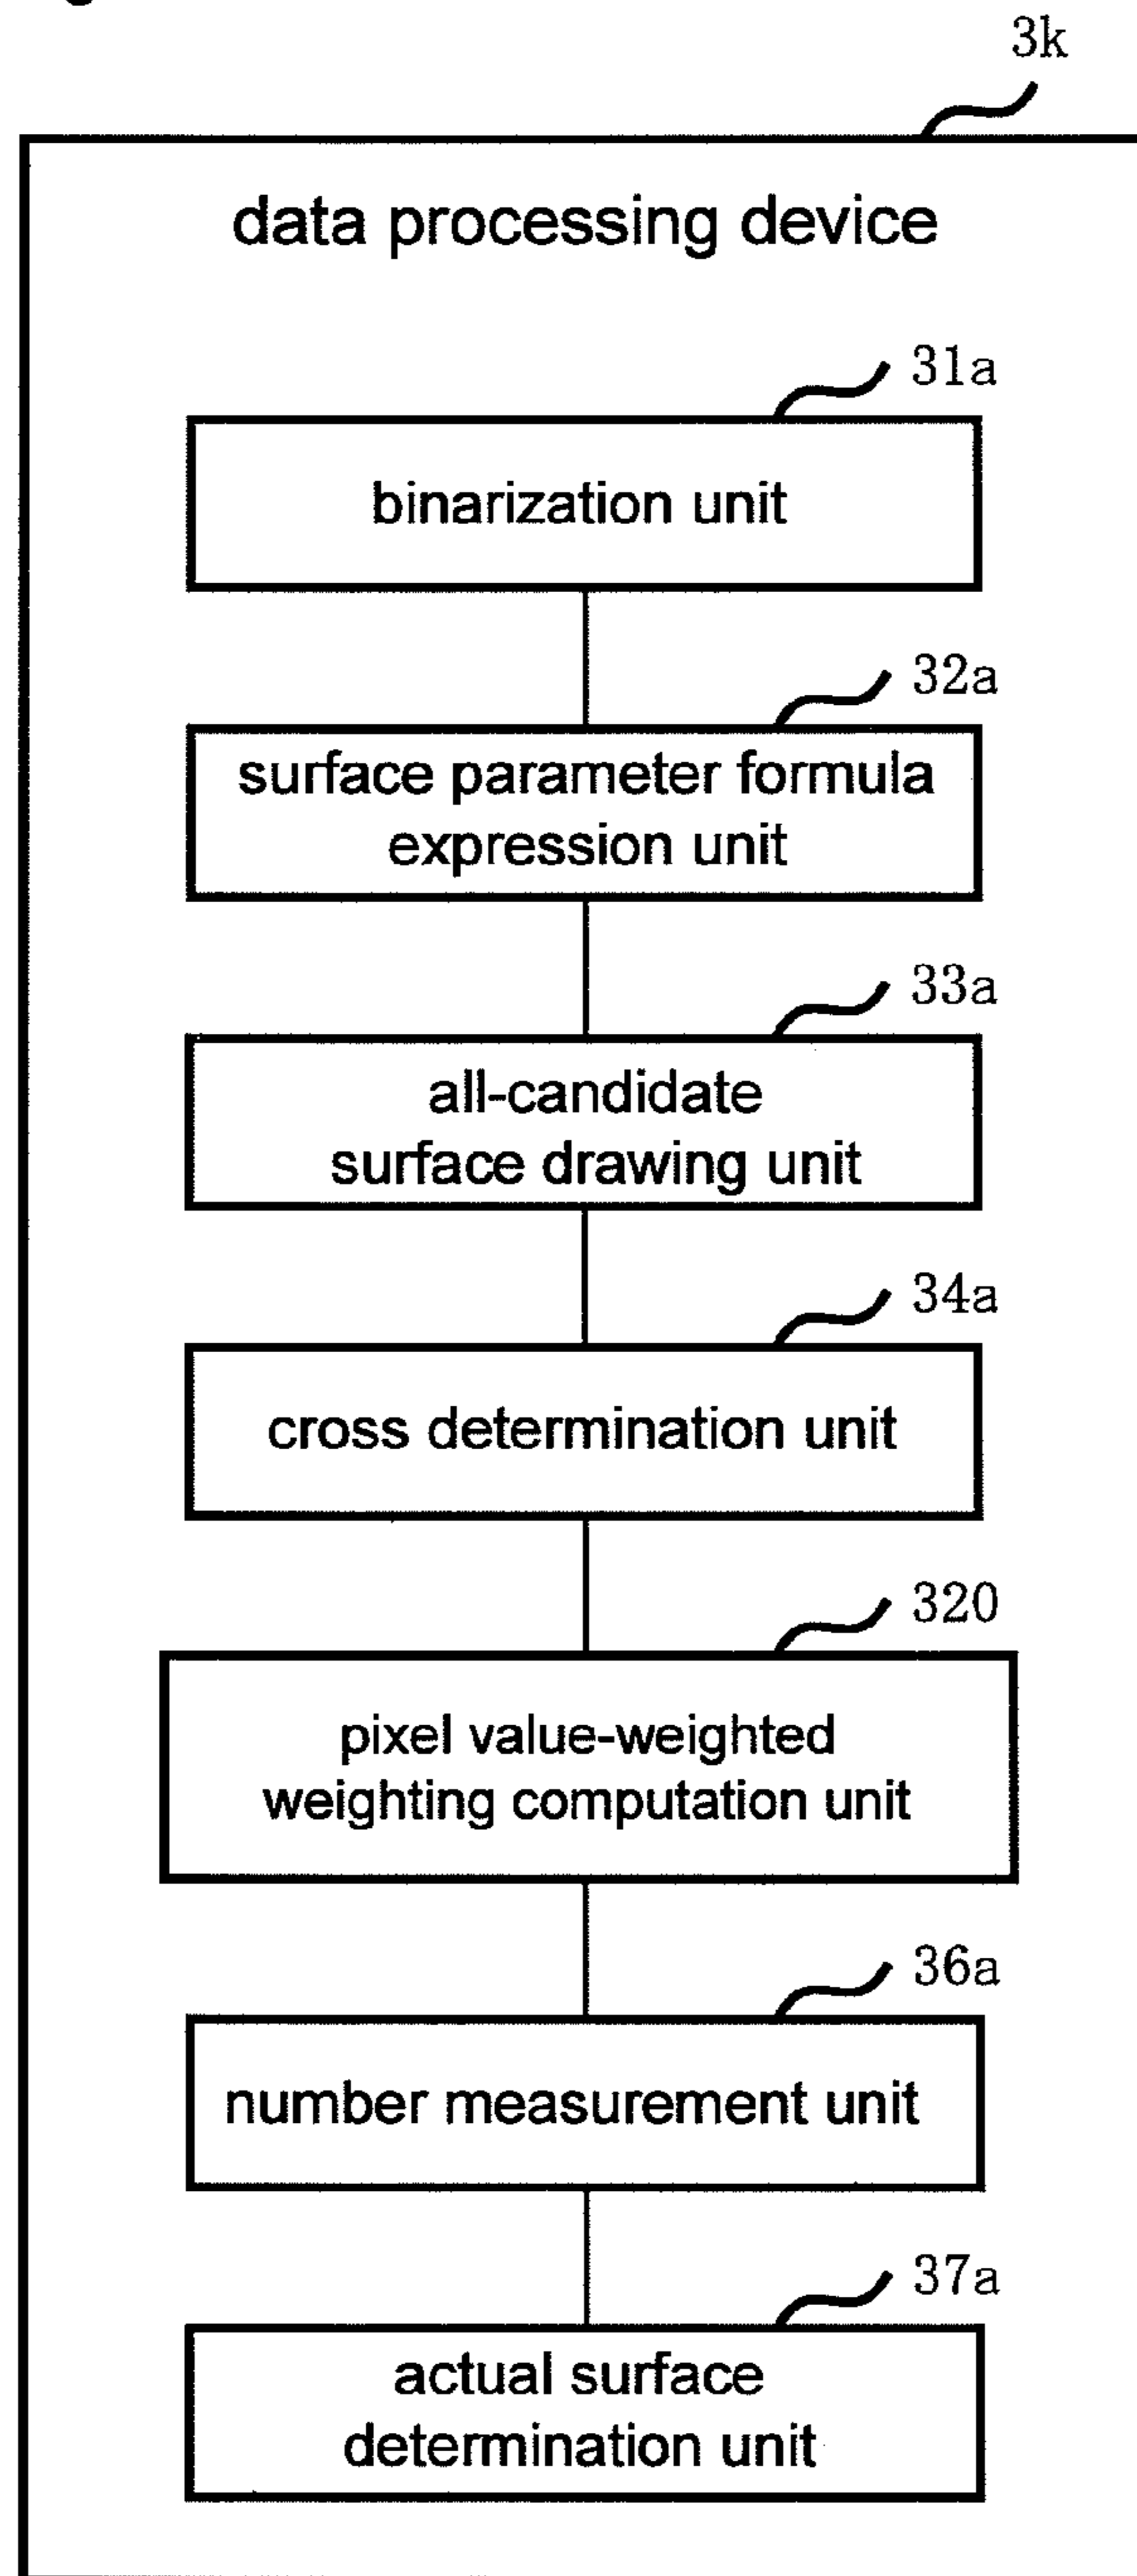 3k
data processing device
31a
binarization unit
32a
surface parameter formula
expression unit
33a
all-candidate
surface drawing unit
34a
cross determination unit
320
pixel value-weighted
weighting computation unit
36a
number measurement unit
37a
actual surface
determination unit